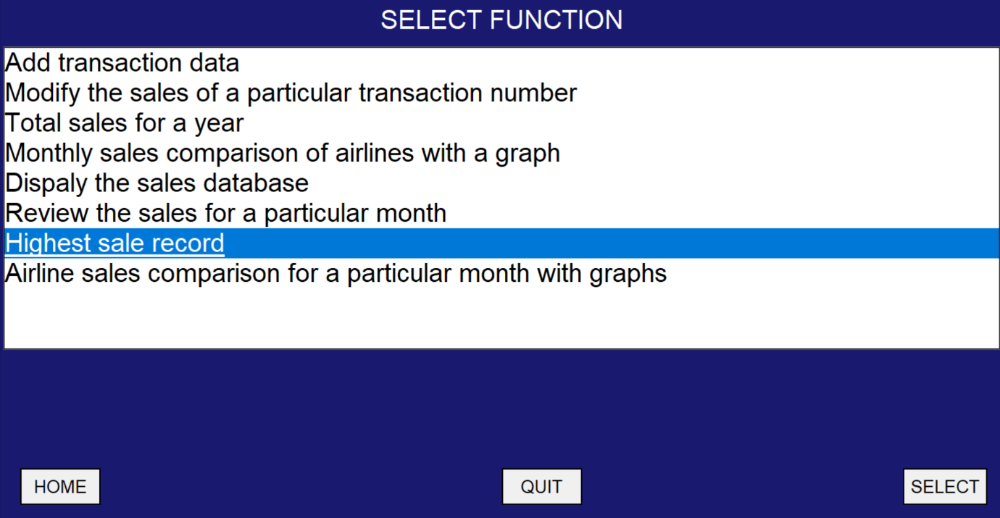 SELECT FUNCTION
Add transaction data
Modify the sales of a particular transaction number
Total sales for a year
Monthly sales comparison of airlines with a graph
Dispaly the sales database
Review the sales for a particular month
Highest sale record
Airline sales comparison for a particular month with graphs
HOME
QUIT
SELECT